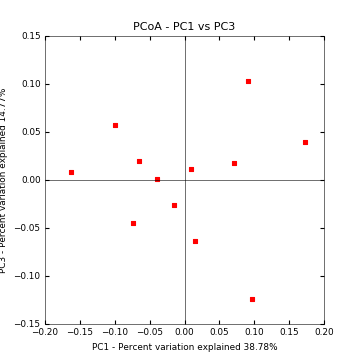 PCoA - PC1 vs PC3
0.15
0.10
0.05
0.00
−0.05
−0.10
−0.15
PC3 - Percent variation explained 14.77%
−0.20 −0.15 −0.10 −0.05 0.00 0.05 0.10 0.15 0.20
PC1 - Percent variation explained 38.78%